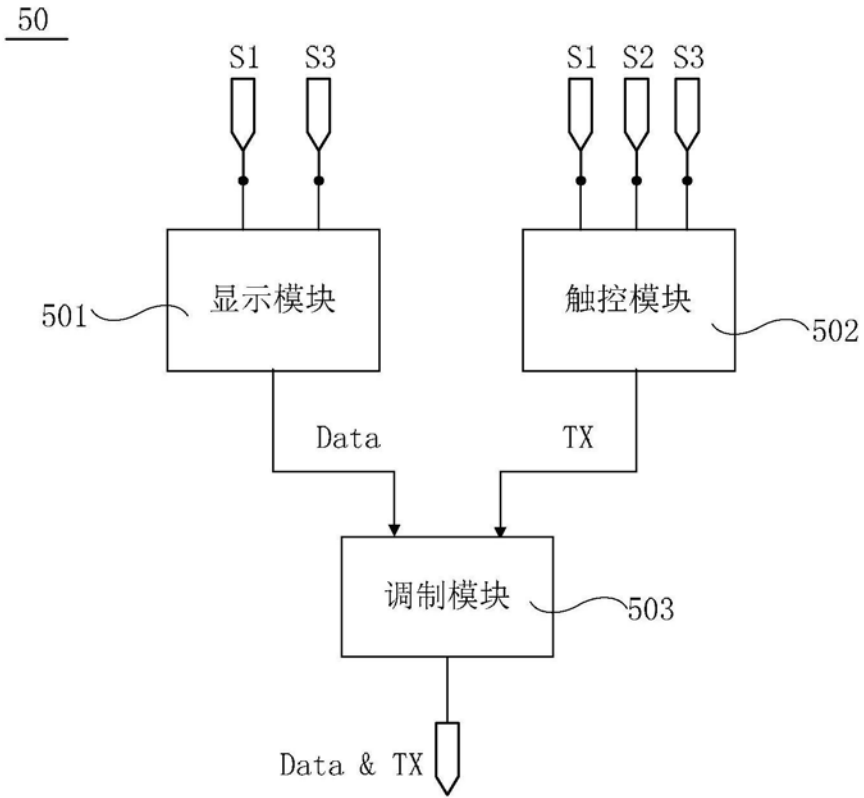 50
S1 S3 S1 S2 S3
显示模块 触控模块
501 502
Data TX
调制模块
503
Data & TX